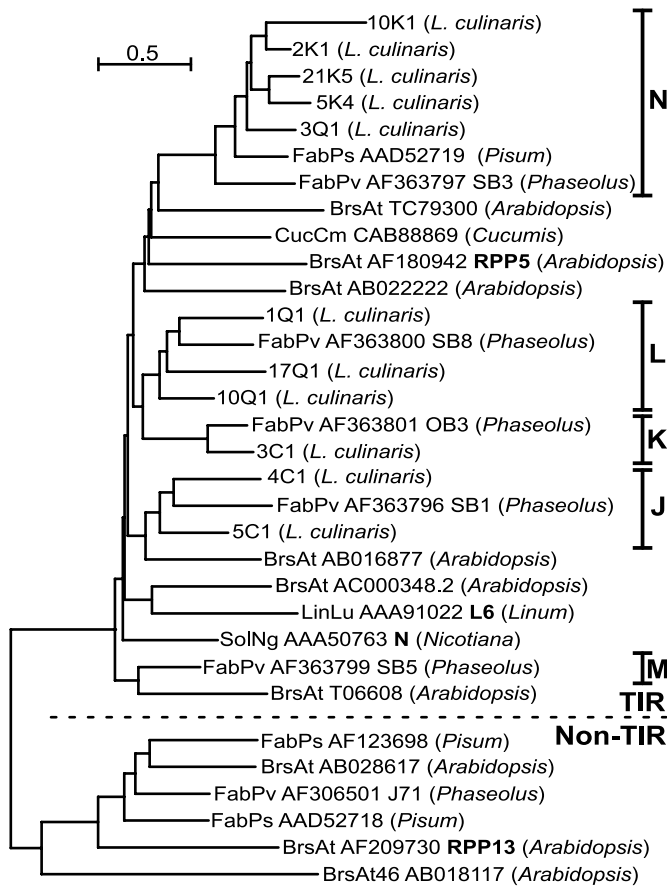 10K1 (L. culinaris)
0.5
2K1 (L. culinaris)
21K5 (L. culinaris)
5K4 (L. culinaris)
N
3Q1 (L. culinaris)
FabPs AAD52719 (Pisum)
FabPv AF363797 SB3 (Phaseolus)
BrsAt TC79300 (Arabidopsis)
CucCm CAB88869 (Cucumis)
BrsAt AF180942 RPP5 (Arabidopsis)
BrsAt AB022222 (Arabidopsis)
1Q1 (L. culinaris)
FabPv AF363800 SB8 (Phaseolus)
L
17Q1 (L. culinaris)
10Q1 (L. culinaris)
FabPv AF363801 OB3 (Phaseolus)
K
3C1 (L. culinaris)
4C1 (L. culinaris)
FabPv AF363796 SB1 (Phaseolus)
J
5C1 (L. culinaris)
BrsAt AB016877 (Arabidopsis)
BrsAt AC000348.2 (Arabidopsis)
LinLu AAA91022 L6 (Linum)
SolNg AAA50763 N (Nicotiana)
FabPv AF363799 SB5 (Phaseolus)
M
BrsAt T06608 (Arabidopsis)
TIR
Non-TIR
FabPs AF123698 (Pisum)
BrsAt AB028617 (Arabidopsis)
FabPv AF306501 J71 (Phaseolus)
FabPs AAD52718 (Pisum)
BrsAt AF209730 RPP13 (Arabidopsis)
BrsAt46 AB018117 (Arabidopsis)